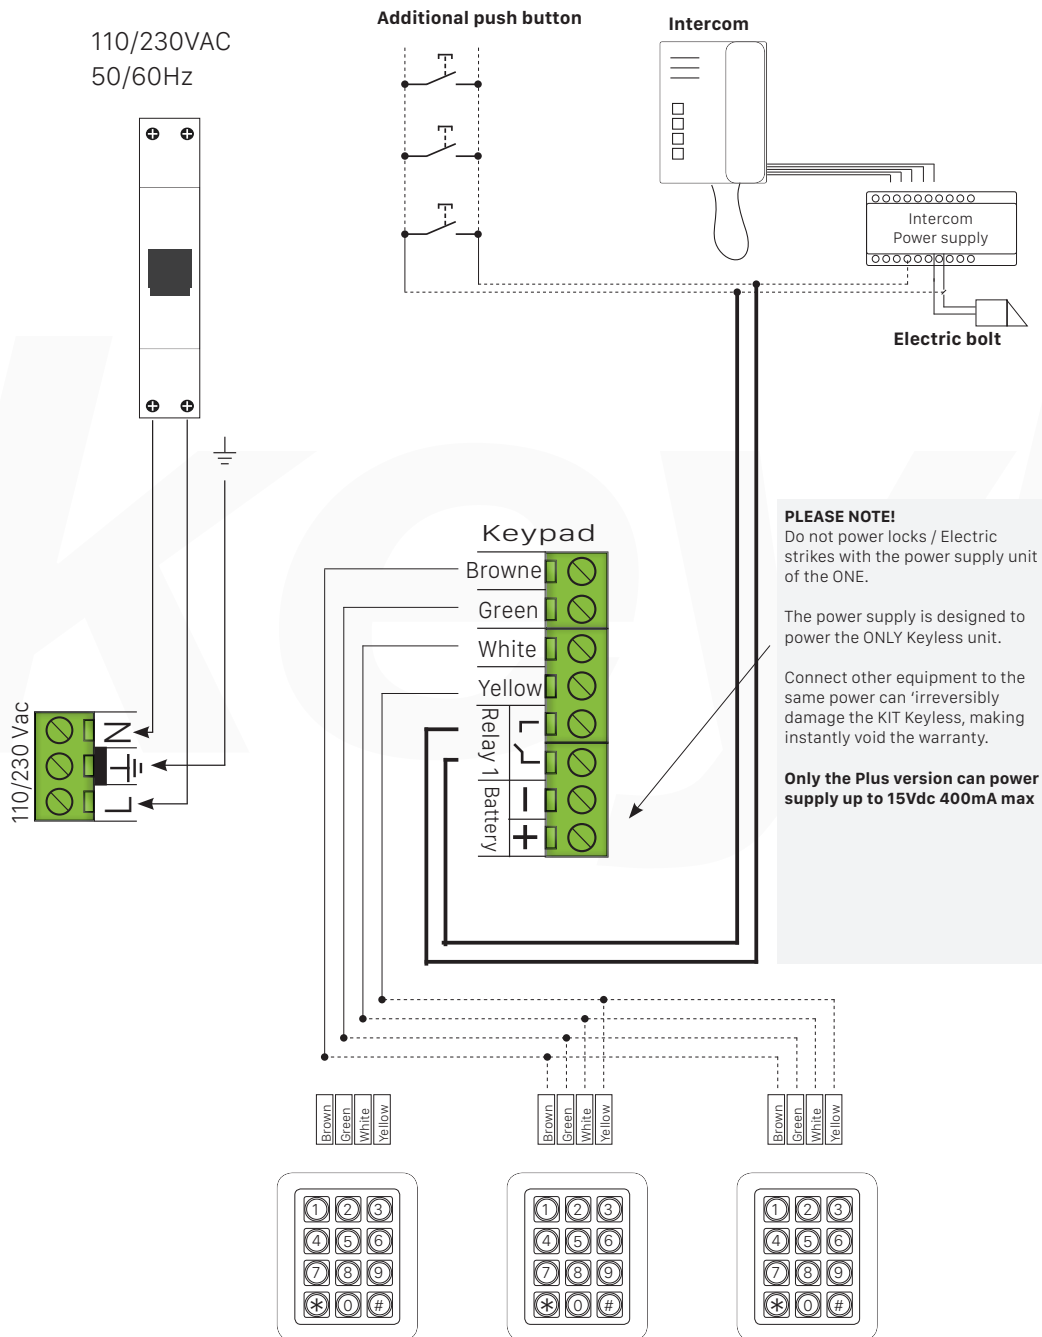 110/230VAC
50/60Hz
Additional push button
Intercom
Intercom
Power supply
Electric bolt
110/230 Vac
N
L
Keypad
Browne
Green
White
Yellow
Relay 1
Battery
−
+
PLEASE NOTE!
Do not power locks / Electric
strikes with the power supply unit
of the ONE.
The power supply is designed to
power the ONLY Keyless unit.
Connect other equipment to the
same power can ‘irreversibly
damage the KIT Keyless, making
instantly void the warranty.
Only the Plus version can power
supply up to 15Vdc 400mA max
Brown
Green
White
Yellow
Brown
Green
White
Yellow
Brown
Green
White
Yellow
1 2 3
4 5 6
7 8 9
* 0 #
1 2 3
4 5 6
7 8 9
* 0 #
1 2 3
4 5 6
7 8 9
* 0 #